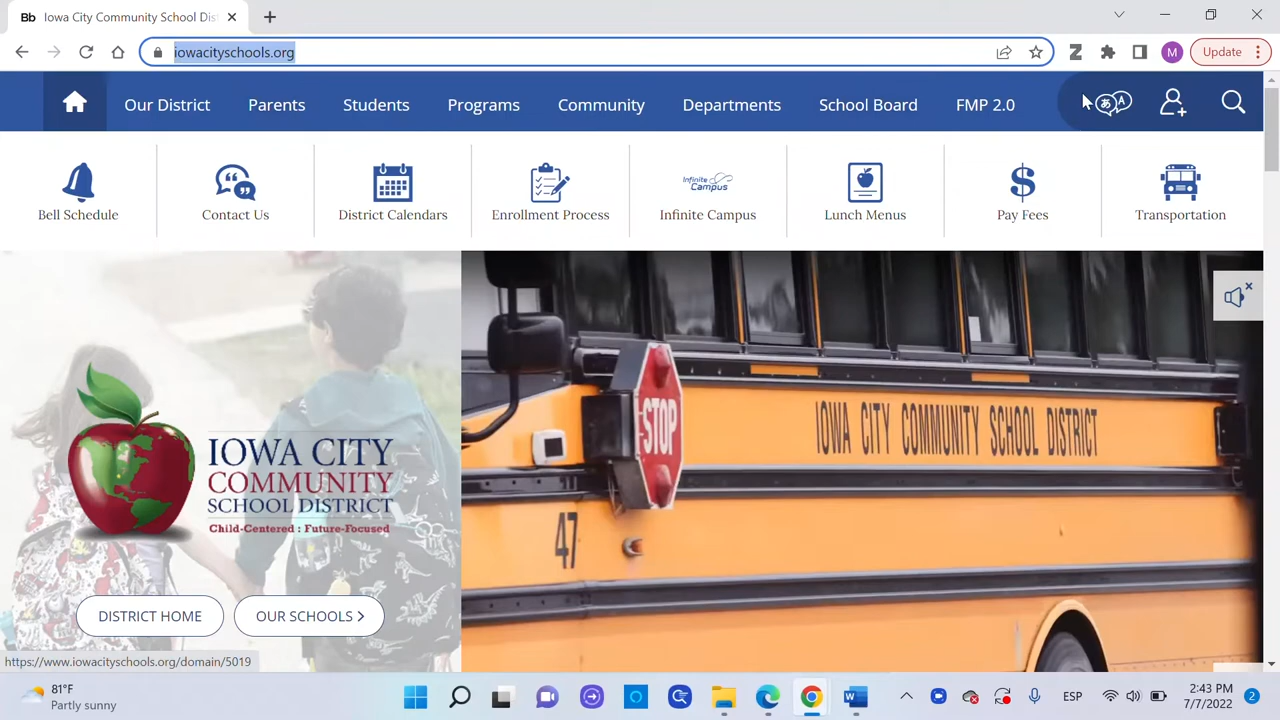 Bb Iowa City Community School Dis
iowacityschools.org
Z
M
Update
Our District
Parents
Students
Programs
Community
Departments
School Board
FMP 2.0
あ A
Bell Schedule
Contact Us
District Calendars
Enrollment Process
Infinite Campus
Infinite Campus
Lunch Menus
$
Pay Fees
Transportation
STOP
IOWA CITY COMMUNITY SCHOOL DISTRICT
47
IOWA CITY
COMMUNITY
SCHOOL DISTRICT
Child-Centered : Future-Focused
DISTRICT HOME
OUR SCHOOLS >
https://www.iowacityschools.org/domain/5019
81°F
Partly sunny
W
ESP
2:43 PM
7/7/2022
2